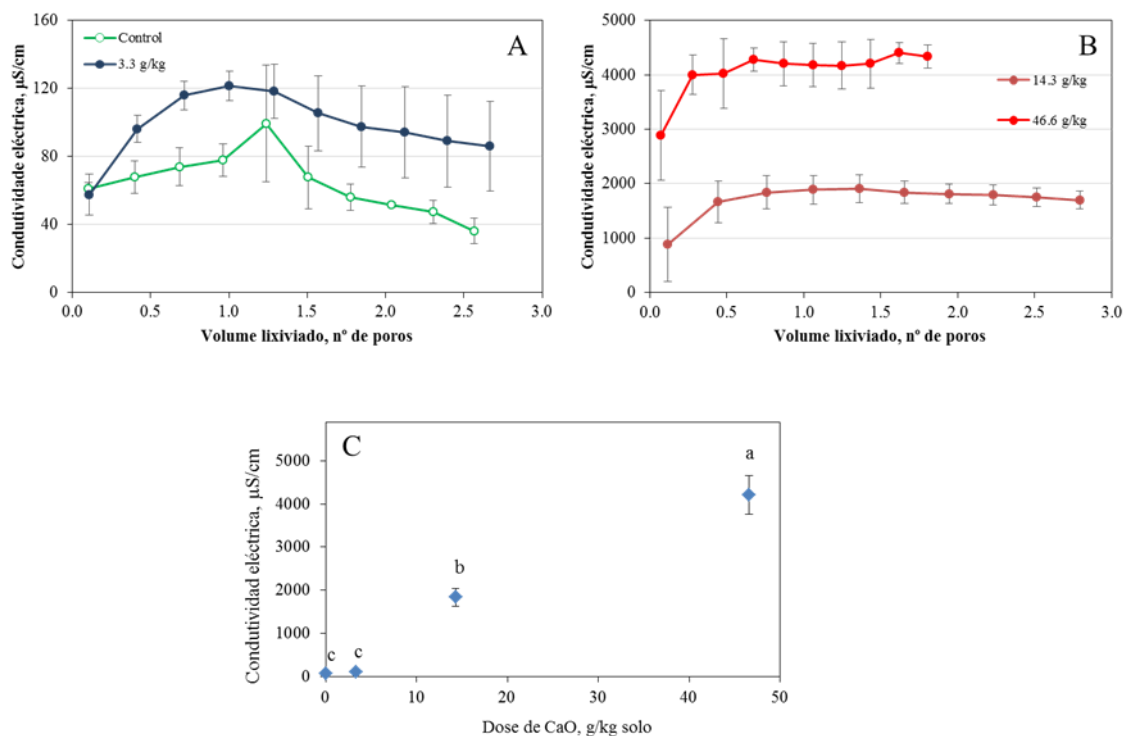 A
Control
3.3 g/kg
Condutividade eléctrica, µS/cm
160
120
80
40
0
0.0 0.5 1.0 1.5 2.0 2.5 3.0
Volume lixiviado, nº de poros
B
14.3 g/kg
46.6 g/kg
Condutividade eléctrica, µS/cm
5000
4000
3000
2000
1000
0
0.0 0.5 1.0 1.5 2.0 2.5 3.0
Volume lixiviado, nº de poros
C
a
b
c c
Condutividad eléctrica, µS/cm
5000
4000
3000
2000
1000
0
0 10 20 30 40 50
Dose de CaO, g/kg solo